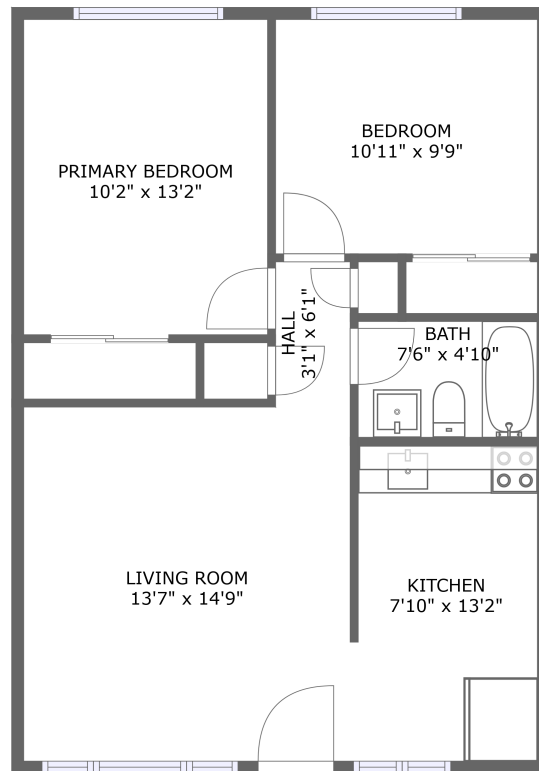 BEDROOM
10'11" x 9'9"
PRIMARY BEDROOM
10'2" x 13'2"
HALL
3'1" x 6'1"
BATH
7'6" x 4'10"
LIVING ROOM
13'7" x 14'9"
KITCHEN
7'10" x 13'2"